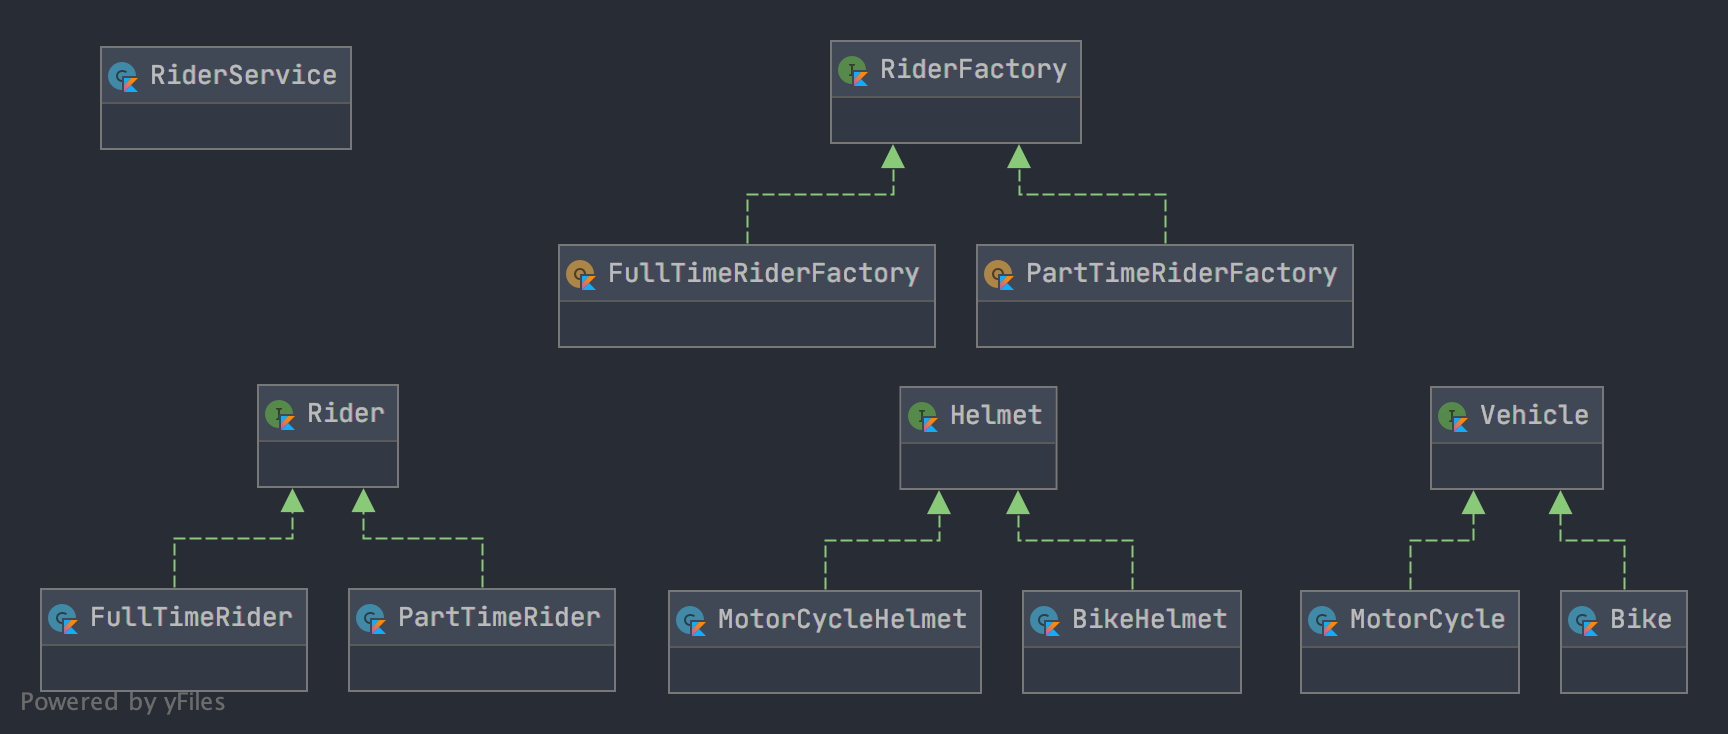 RiderService
RiderFactory
FullTimeRiderFactory
PartTimeRiderFactory
Rider
Helmet
Vehicle
FullTimeRider
PartTimeRider
MotorCycleHelmet
BikeHelmet
MotorCycle
Bike
Powered by yFiles